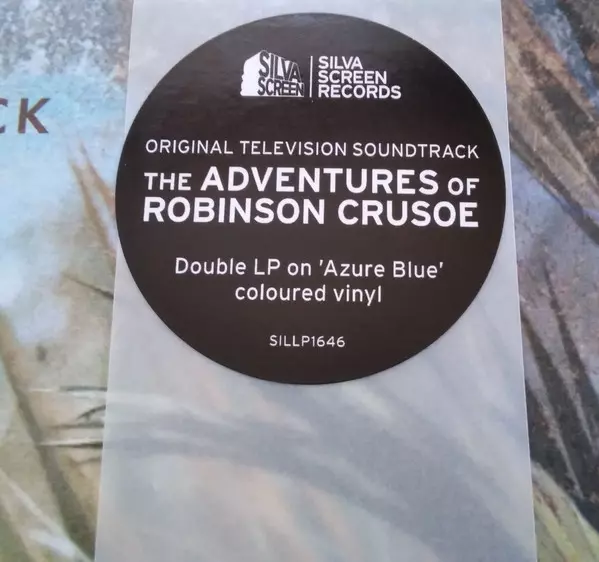 CK
SILVA
SCREEN
SILVA
SCREEN
RECORDS
ORIGINAL TELEVISION SOUNDTRACK
THE ADVENTURES OF
ROBINSON CRUSOE
Double LP on 'Azure Blue'
coloured vinyl
SILLP1646